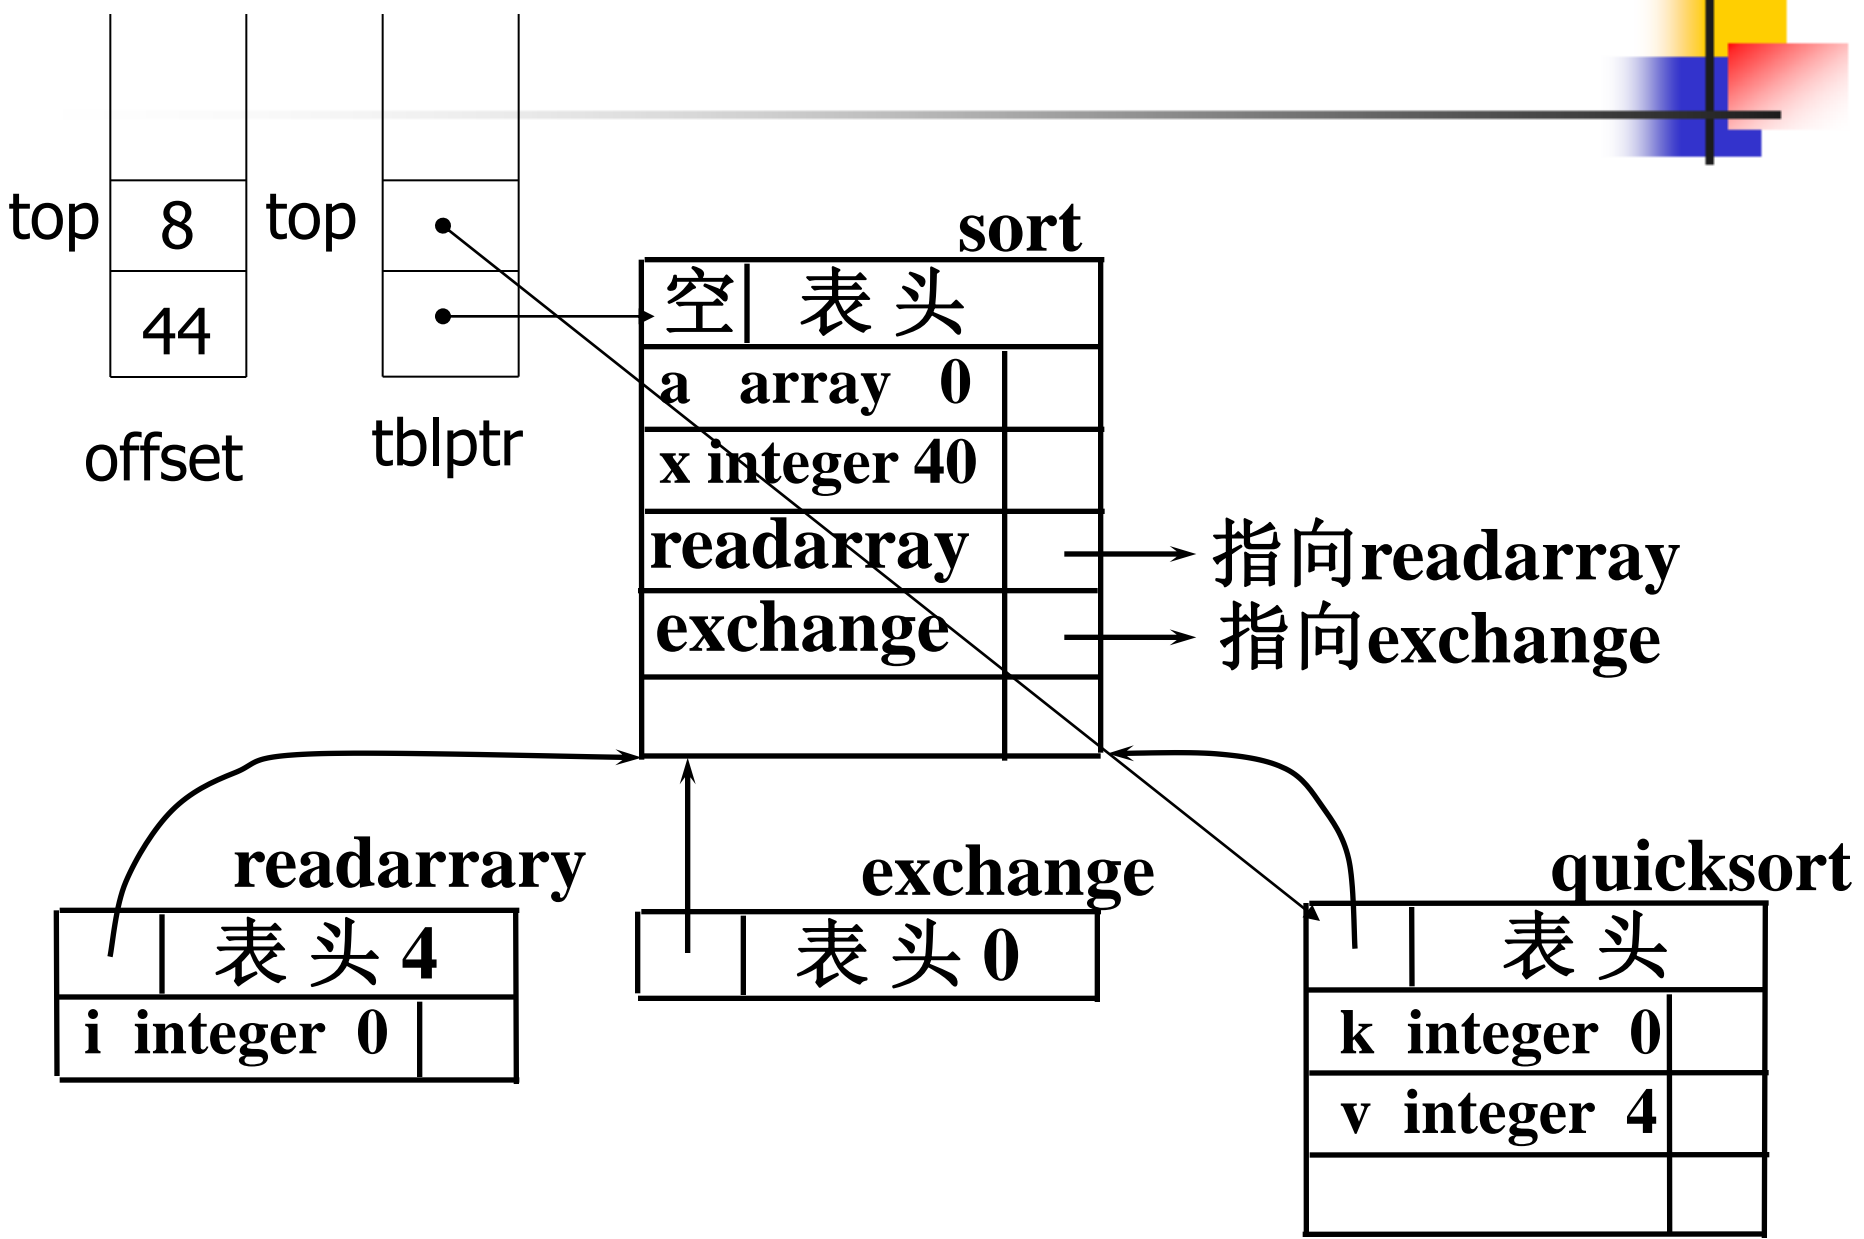 top 8 top
44
offset
tblptr
sort
空 表 头
a array 0
x integer 40
readarray
指向readarray
exchange
指向exchange
readarrary
表 头 4
i integer 0
exchange
表 头 0
quicksort
表 头
k integer 0
v integer 4